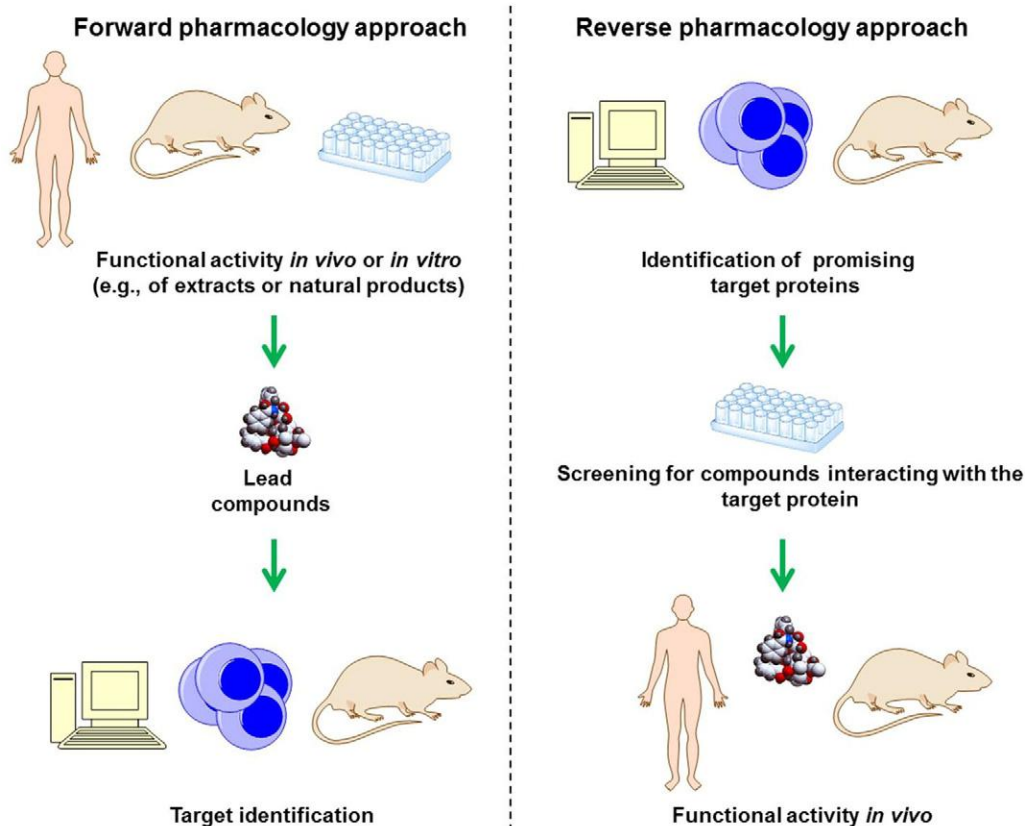 Forward pharmacology approach
Functional activity in vivo or in vitro
(e.g., of extracts or natural products)
Lead
compounds
Target identification
Reverse pharmacology approach
Identification of promising
target proteins
Screening for compounds interacting with the
target protein
Functional activity in vivo